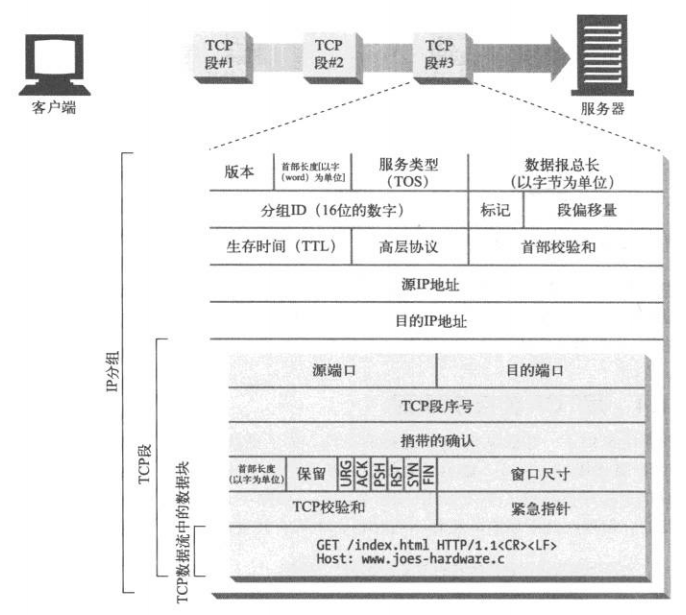 TCP
段#1
TCP
段#2
TCP
段#3
客户端
服务器
版本
首部长度[以字
(word) 为单位]
服务类型
(TOS)
数据报总长
(以字节为单位)
分组ID（16位的数字）
标记
段偏移量
生存时间（TTL）
高层协议
首部校验和
源IP地址
目的IP地址
IP分组
TCP段
TCP数据流中的数据块
源端口
目的端口
TCP段序号
捎带的确认
首部长度
(以字为单位)
保留
URG
ACK
PSH
RST
SYN
FIN
窗口尺寸
TCP校验和
紧急指针
GET /index.html HTTP/1.1<CR><LF>
Host: www.joes-hardware.c